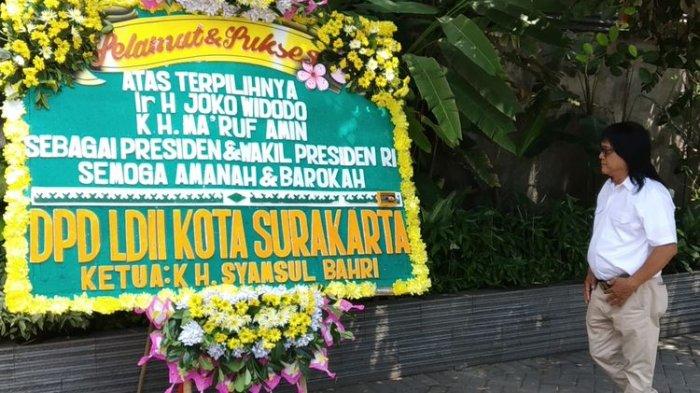 Selamat & Sukses
ATAS TERPILIHNYA
Ir H JOKO WIDODO
K H. MA'RUF AMIN
SEBAGAI PRESIDEN & WAKIL PRESIDEN RI
SEMOGA AMANAH & BAROKAH
DPD LDII KOTA SURAKARTA
KETUA: K H. SYAMSUL BAHRI